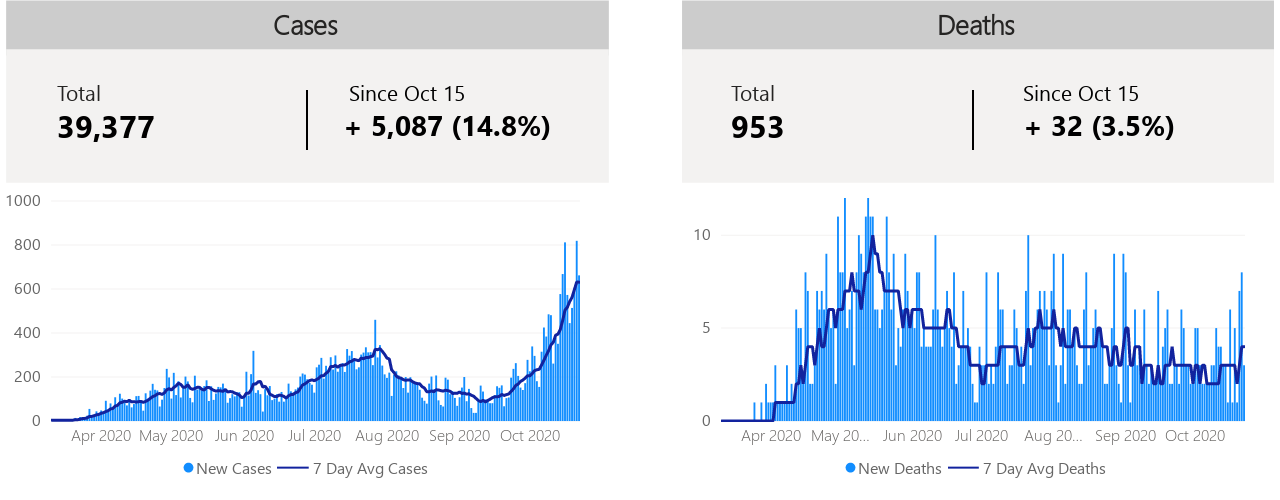 Cases
Total
39,377
Since Oct 15
+ 5,087 (14.8%)
1000
800
600
400
200
0
Apr 2020 May 2020 Jun 2020 Jul 2020 Aug 2020 Sep 2020 Oct 2020
New Cases 7 Day Avg Cases
Deaths
Total
953
Since Oct 15
+ 32 (3.5%)
10
5
0
Apr 2020 May 20... Jun 2020 Jul 2020 Aug 20... Sep 2020 Oct 2020
New Deaths 7 Day Avg Deaths